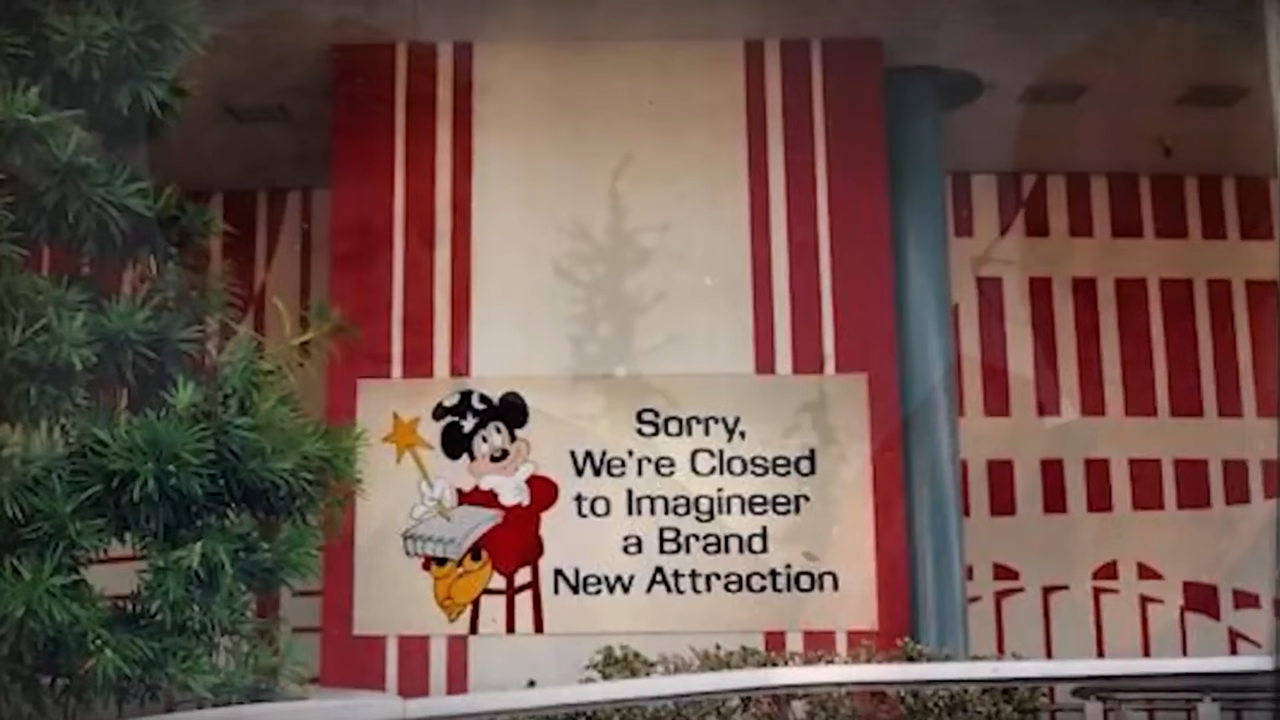 Sorry,
We're Closed
to Imagineer
a Brand
New Attraction